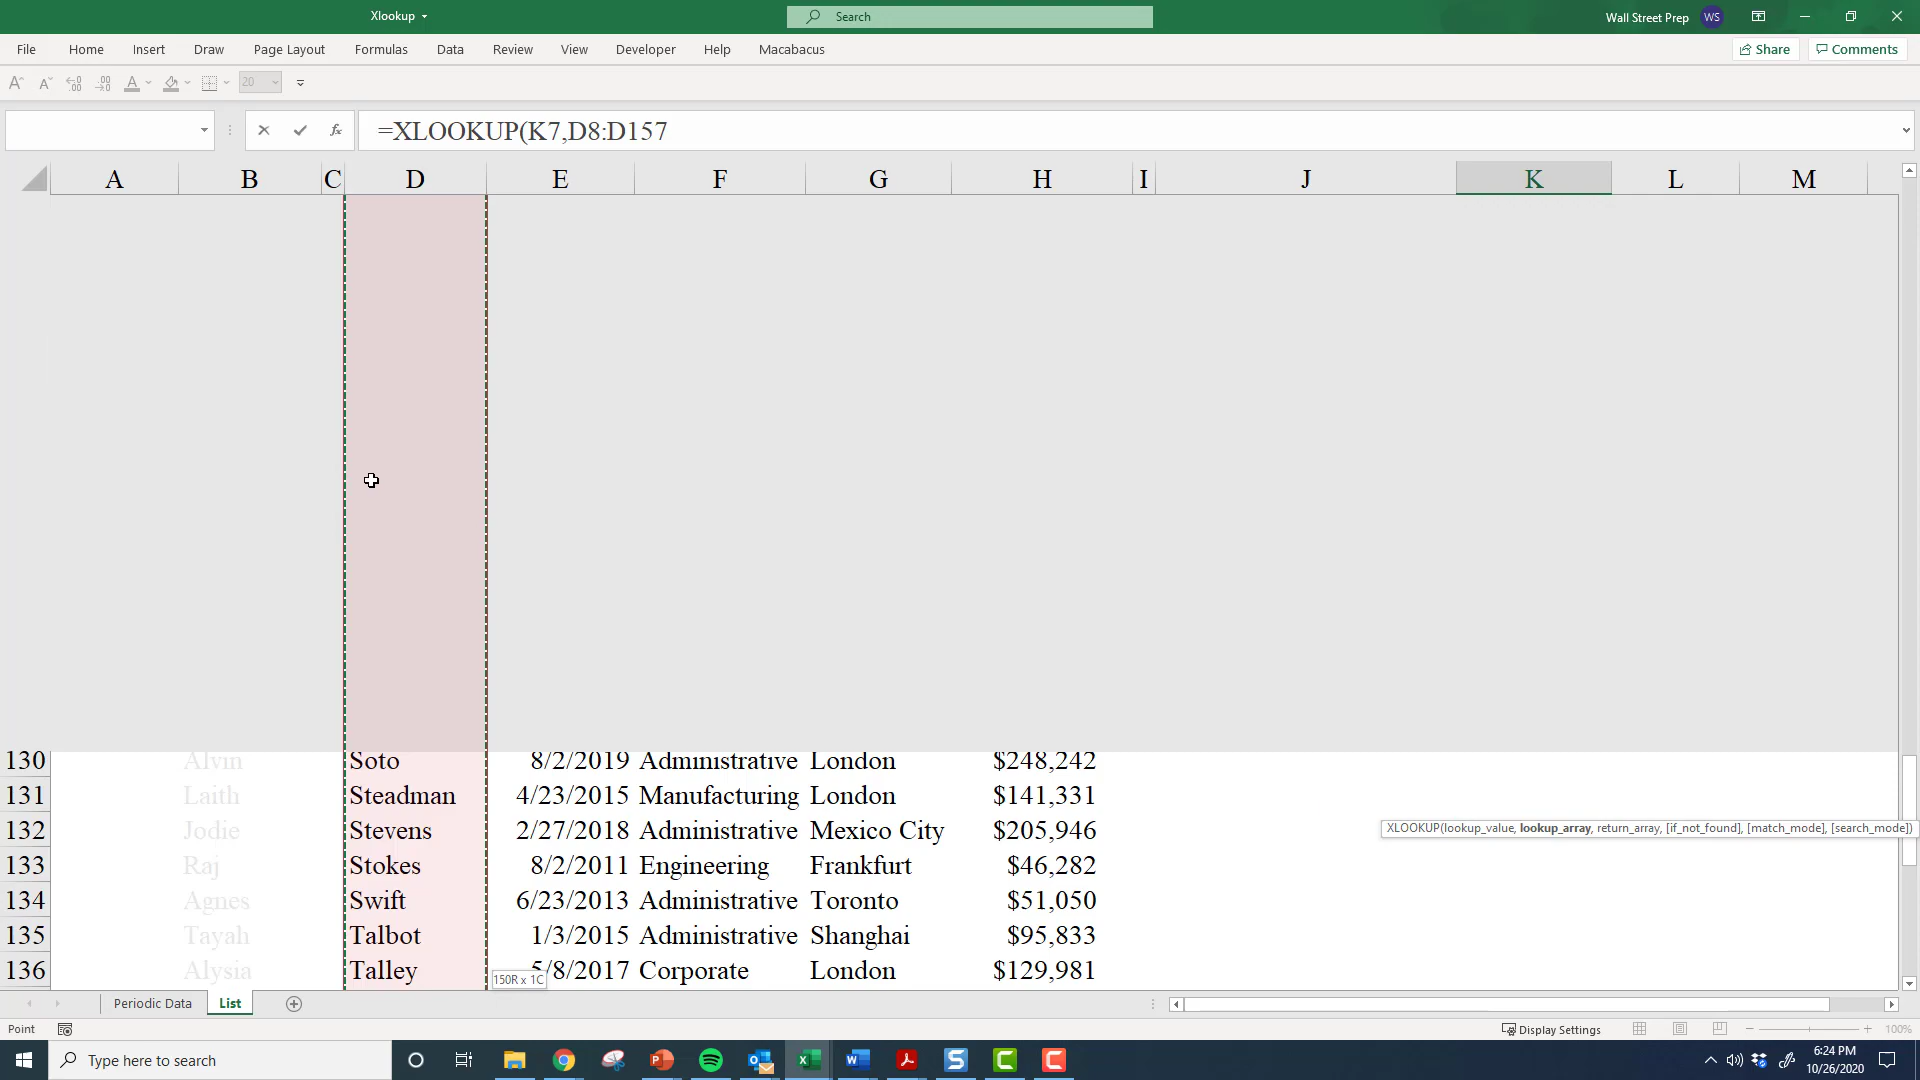 Xlookup
Search
Wall Street Prep
WS
File Home Insert Draw Page Layout Formulas Data Review View Developer Help Macabacus
Share
Comments
20
=XLOOKUP(K7,D8:D157
A B C D E F G H I J K L M
130 Alvin Soto 8/2/2019 Administrative London $248,242
131 Laith Steadman 4/23/2015 Manufacturing London $141,331
132 Jodie Stevens 2/27/2018 Administrative Mexico City $205,946
XLOOKUP(lookup_value, lookup_array, return_array, [if_not_found], [match_mode], [search_mode])
133 Raj Stokes 8/2/2011 Engineering Frankfurt $46,282
134 Agnes Swift 6/23/2013 Administrative Toronto $51,050
135 Tayah Talbot 1/3/2015 Administrative Shanghai $95,833
136 Alysia Talley 5/8/2017 Corporate London $129,981
150R x 1C
Periodic Data List
Point
Display Settings
100%
Type here to search
6:24 PM
10/26/2020